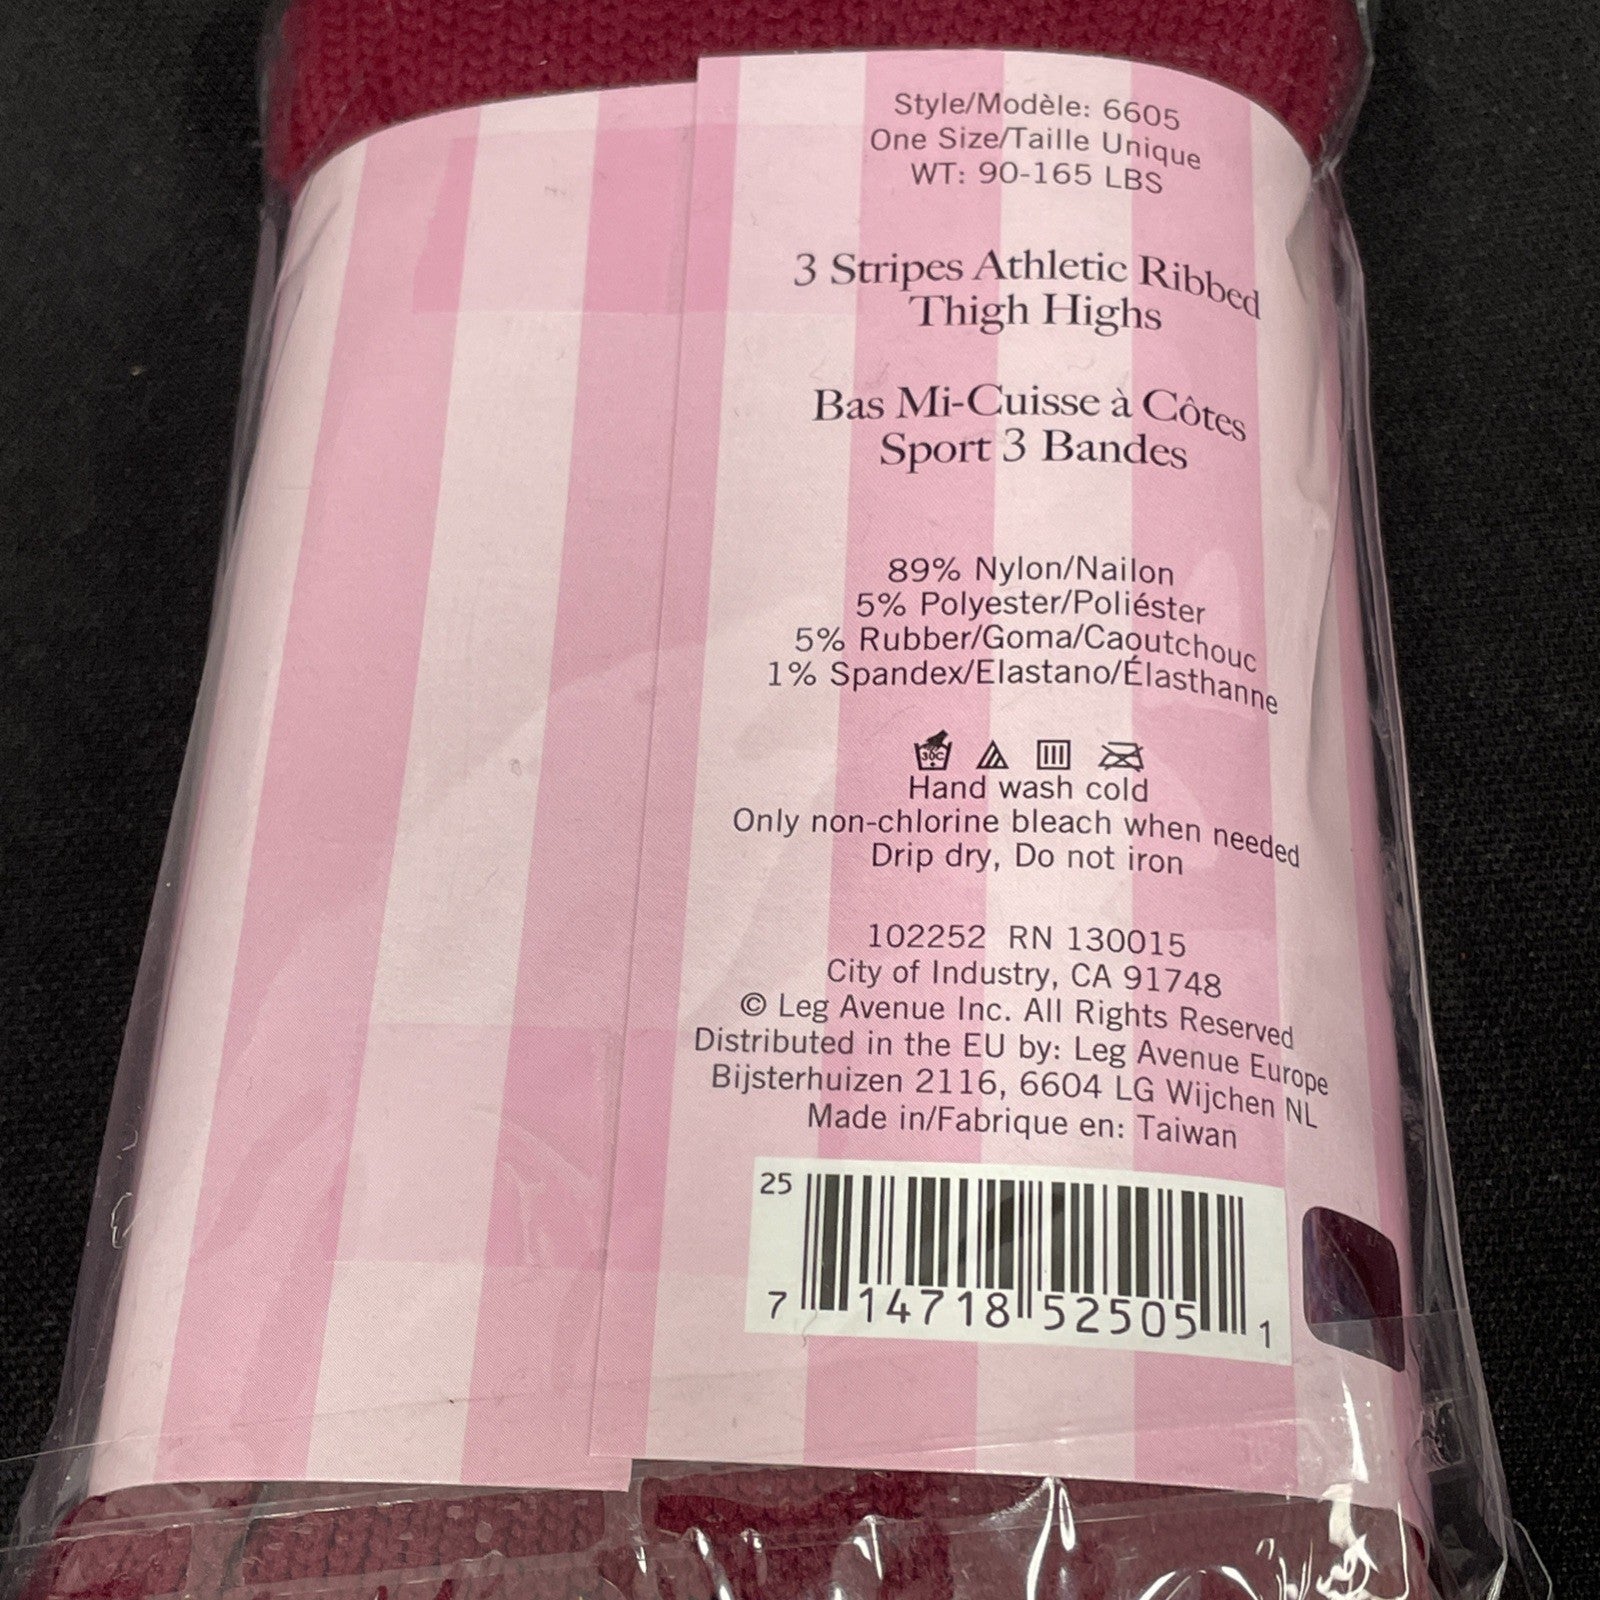 Style/Modèle: 6605
One Size/Taille Unique
WT: 90-165 LBS
3 Stripes Athletic Ribbed
Thigh Highs
Bas Mi-Cuisse à Côtes
Sport 3 Bandes
89% Nylon/Nailon
5% Polyester/Poliéster
5% Rubber/Goma/Caoutchouc
1% Spandex/Elastano/Élasthanne
30C
Hand wash cold
Only non-chlorine bleach when needed
Drip dry, Do not iron
102252 RN 130015
City of Industry, CA 91748
© Leg Avenue Inc. All Rights Reserved
Distributed in the EU by: Leg Avenue Europe
Bijsterhuizen 2116, 6604 LG Wijchen NL
Made in/Fabrique en: Taiwan
25
7 14718 52505 1